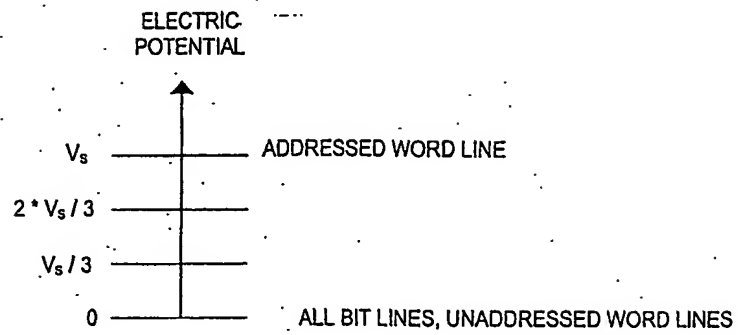 ELECTRIC
POTENTIAL
Vs ADDRESSED WORD LINE
2 * Vs / 3
Vs / 3
0 ALL BIT LINES, UNADDRESSED WORD LINES